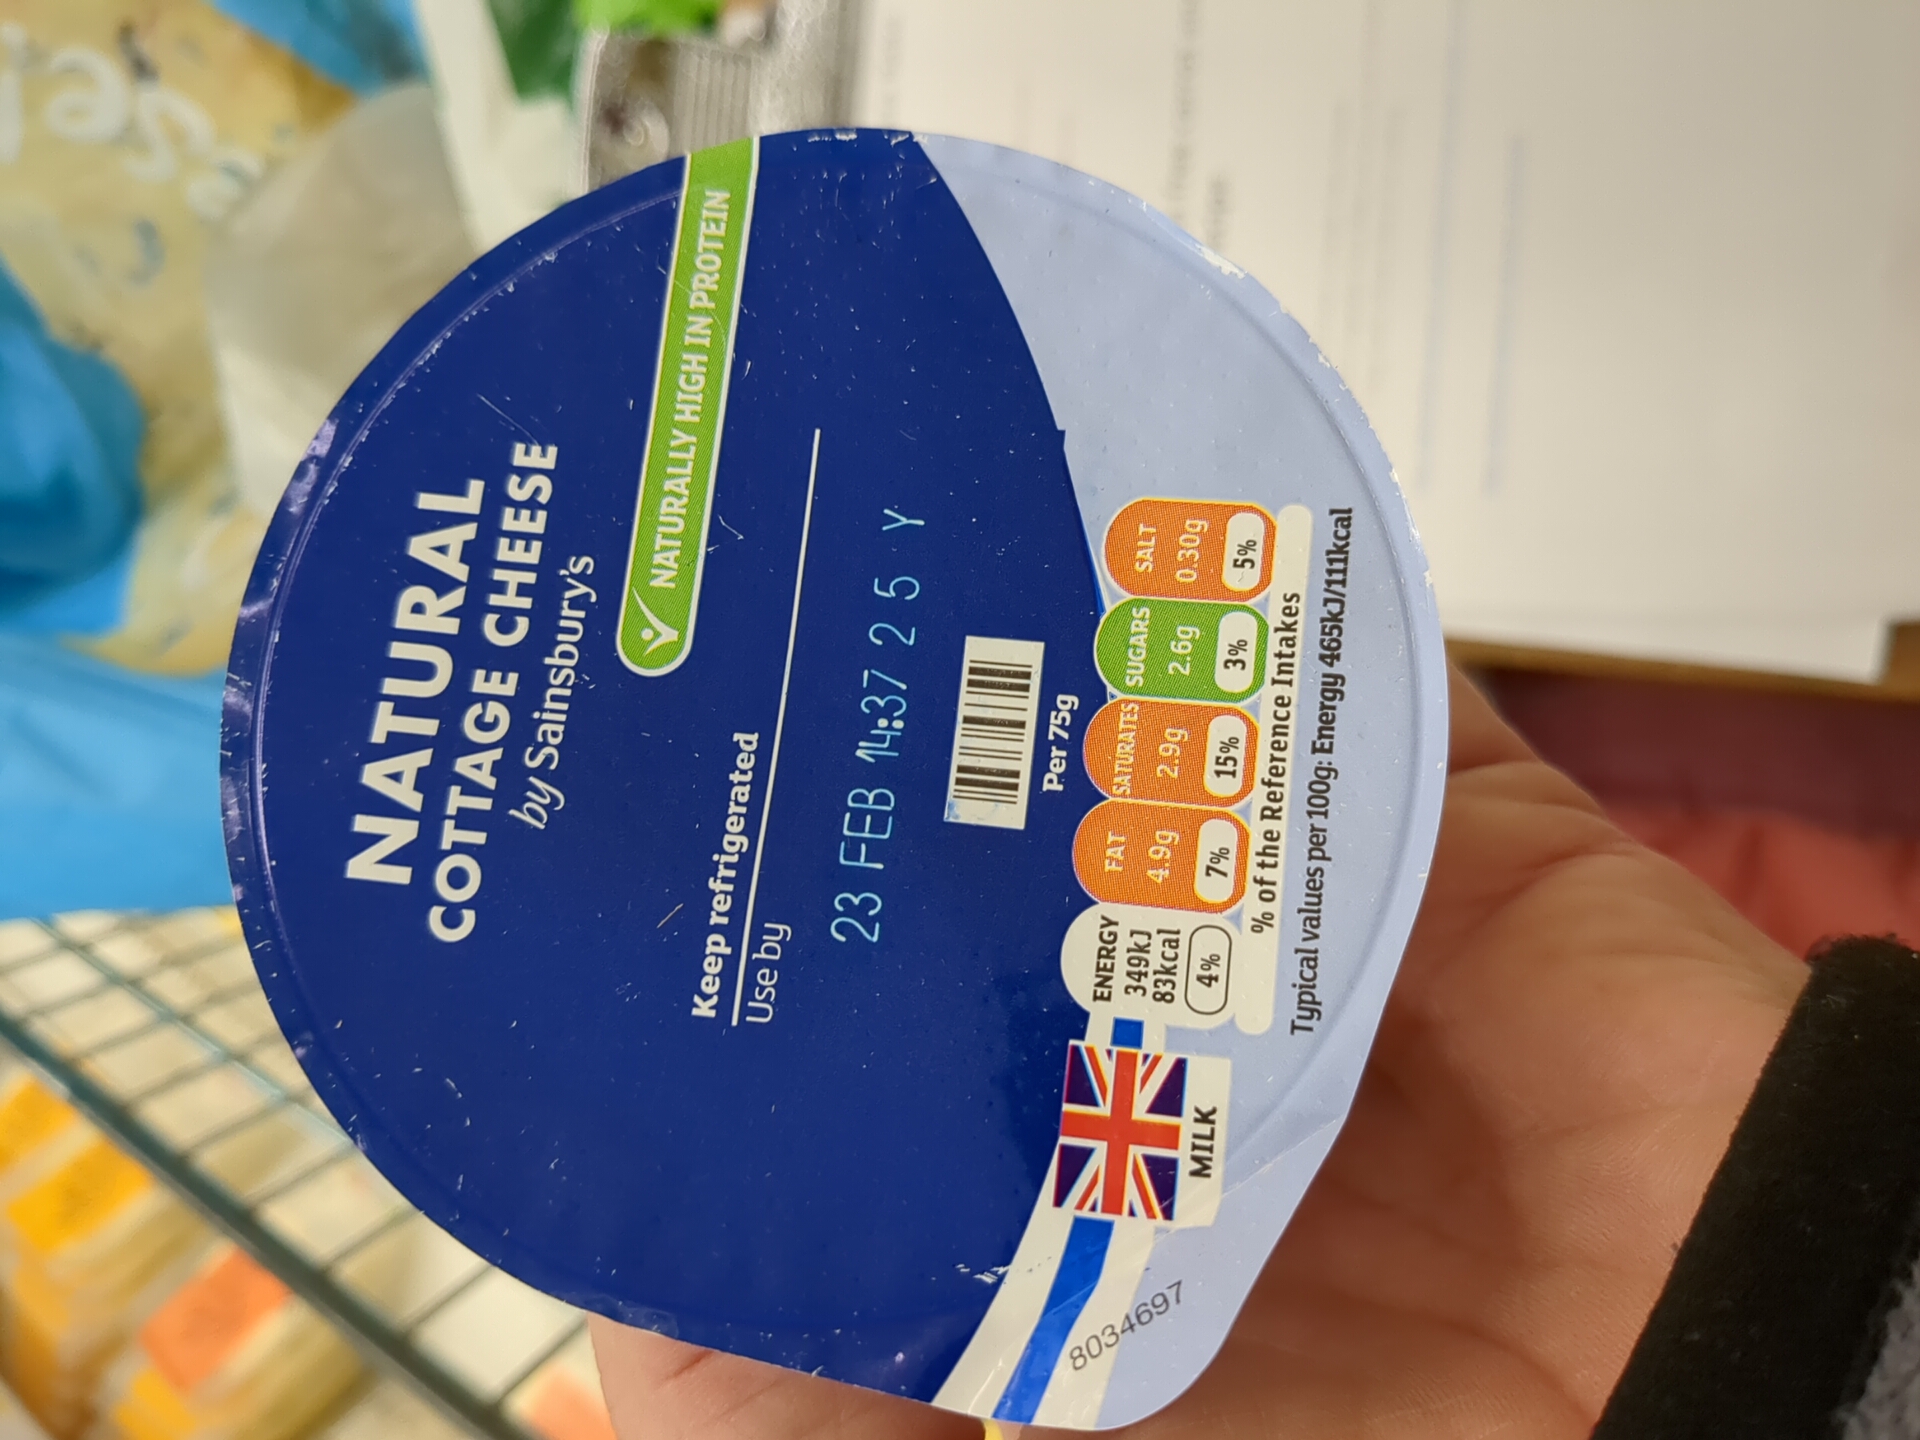 NATURAL
COTTAGE CHEESE
by Sainsbury's
NATURALLY HIGH IN PROTEIN
Keep refrigerated
Use by
23 FEB 14:37 2 5 Y
Per 75g
ENERGY
349kJ
83kcal
4%
FAT
4.9g
7%
SATURATES
2.9g
15%
SUGARS
2.6g
3%
SALT
0.30g
5%
% of the Reference Intakes
Typical values per 100g: Energy 465kJ/111kcal
MILK
8034697